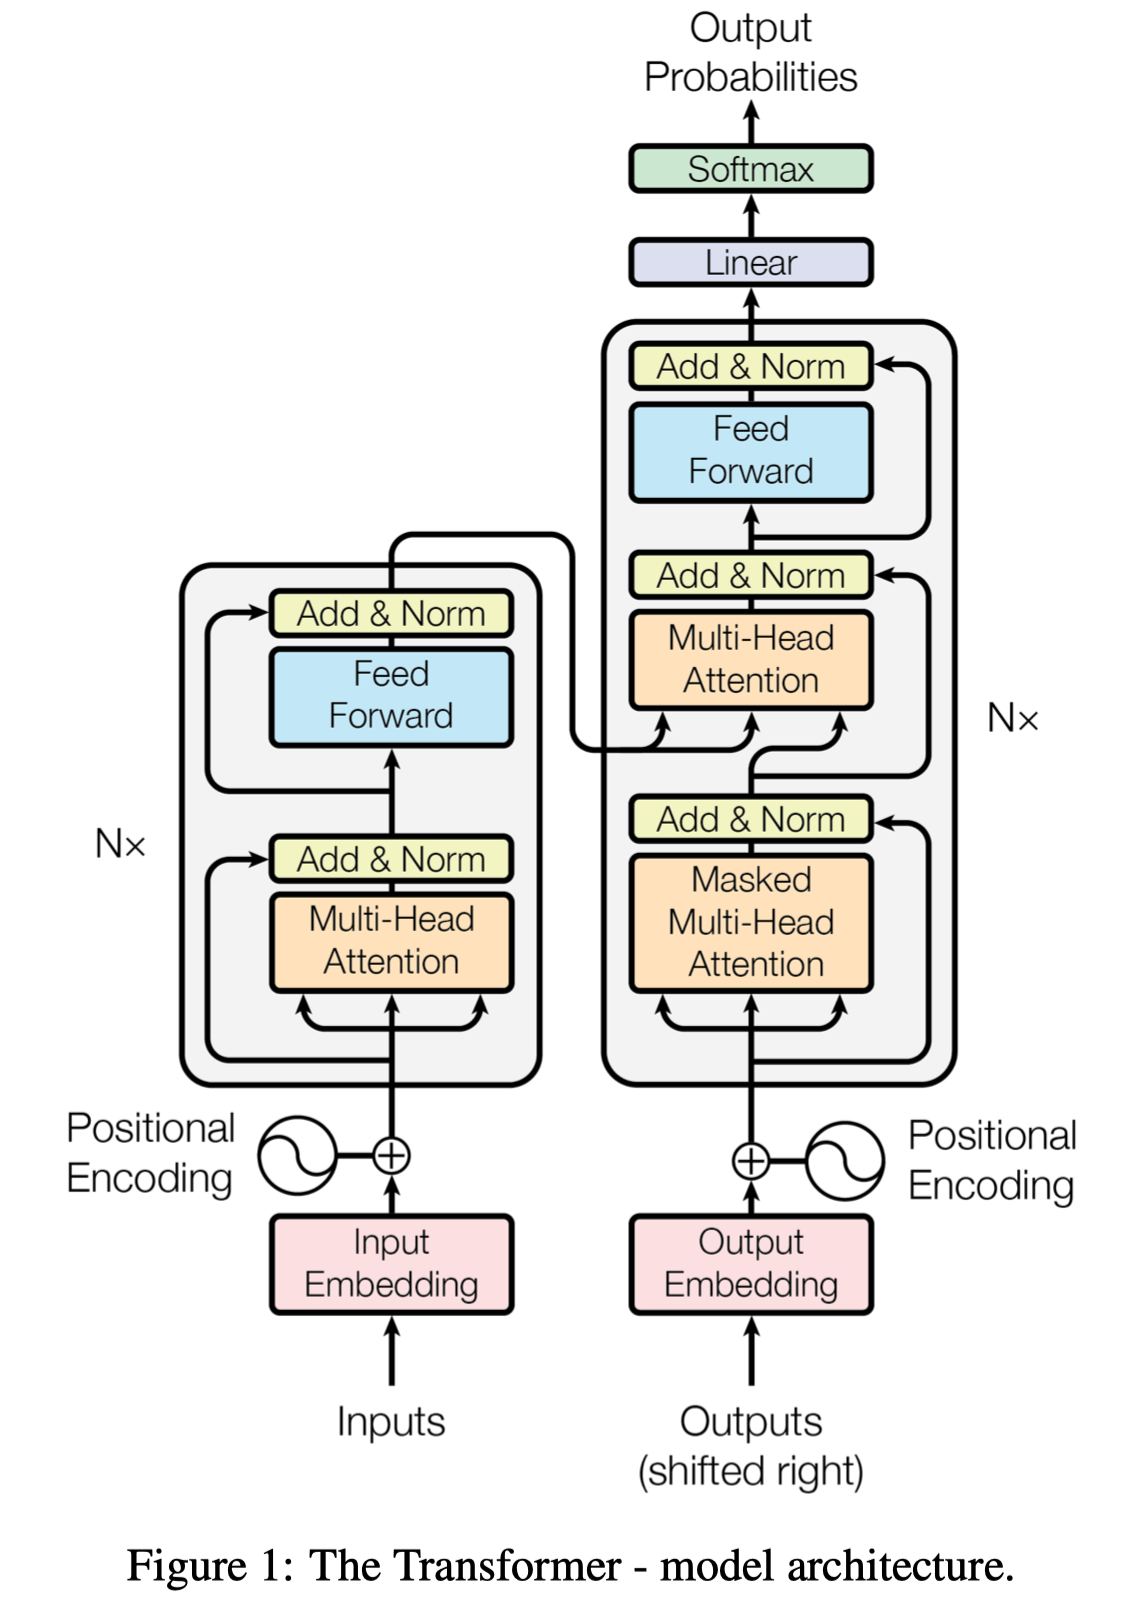 Output
Probabilities
Softmax
Linear
Add & Norm
Feed
Forward
Add & Norm
Multi-Head
Attention
Nx
Add & Norm
Masked
Multi-Head
Attention
Add & Norm
Feed
Forward
Nx
Add & Norm
Multi-Head
Attention
Positional
Encoding
Positional
Encoding
Input
Embedding
Output
Embedding
Inputs
Outputs
(shifted right)
Figure 1: The Transformer - model architecture.